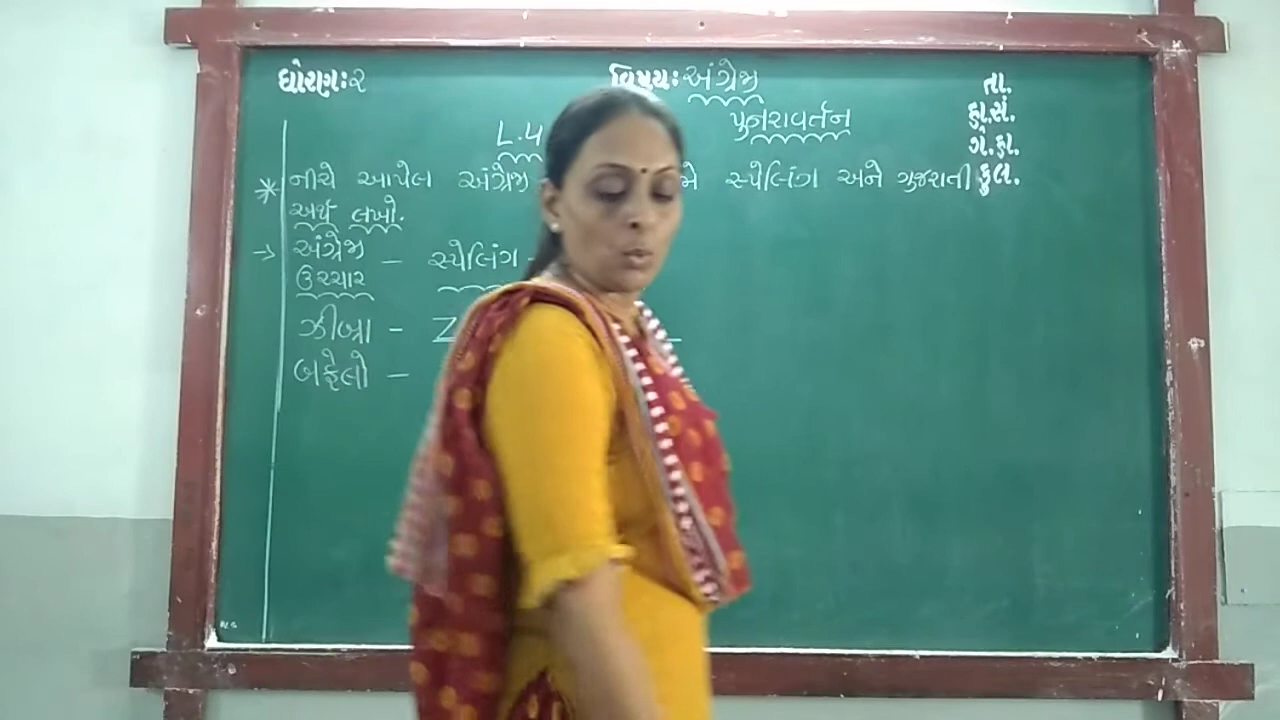 ધોરણ:૨ વિષય: અંગ્રેજી તા.
L.4 પુનરાવર્તન હા.સં.
ગે.હા.
* નીચે આપેલ અંગ્રેજી સ્પેલિંગ અને ગુજરાતી કુલ.
અર્થ લખો.
→ અંગ્રેજી – સ્પેલિંગ -
ઉચ્ચાર
ઝીબ્રા – Z
બફેલો –